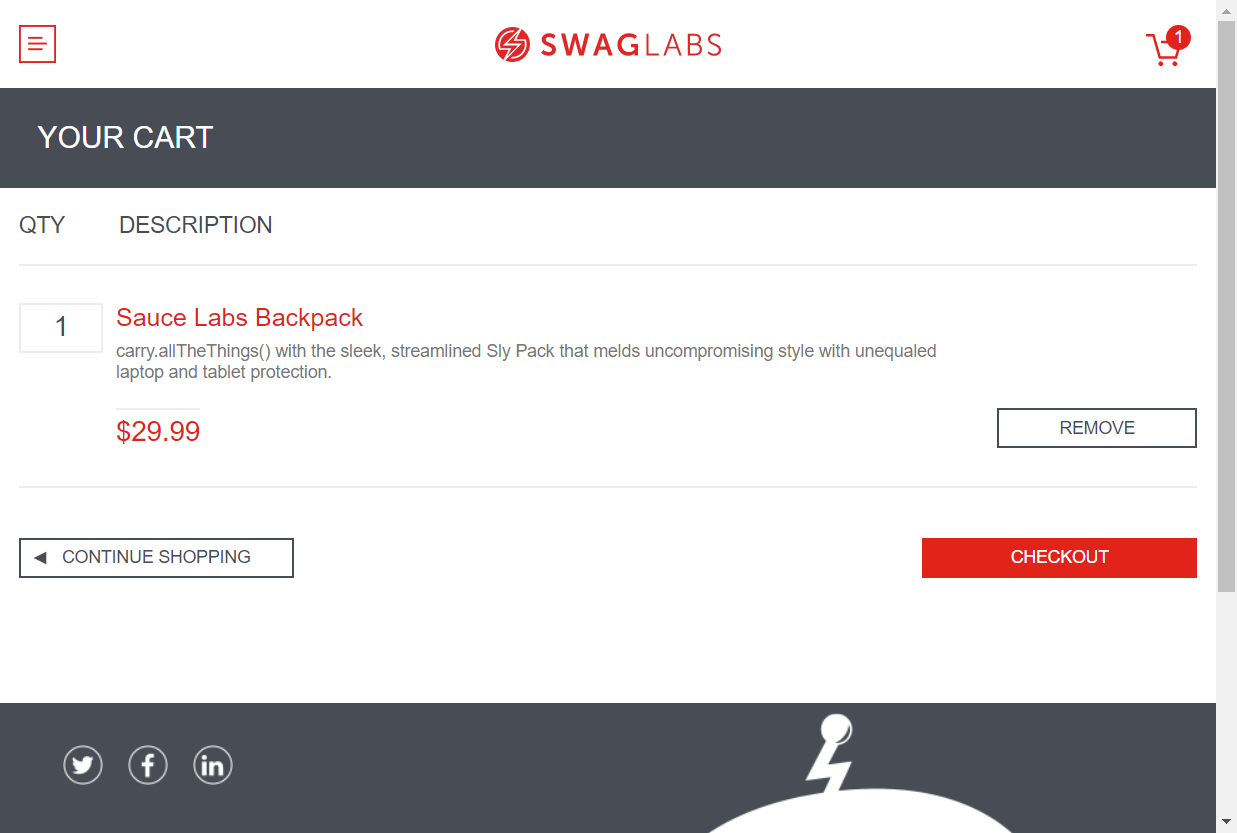 SWAGLABS
1
YOUR CART
QTY DESCRIPTION
1
Sauce Labs Backpack
carry.allTheThings() with the sleek, streamlined Sly Pack that melds uncompromising style with unequaled
laptop and tablet protection.
$29.99
REMOVE
CONTINUE SHOPPING
CHECKOUT
in